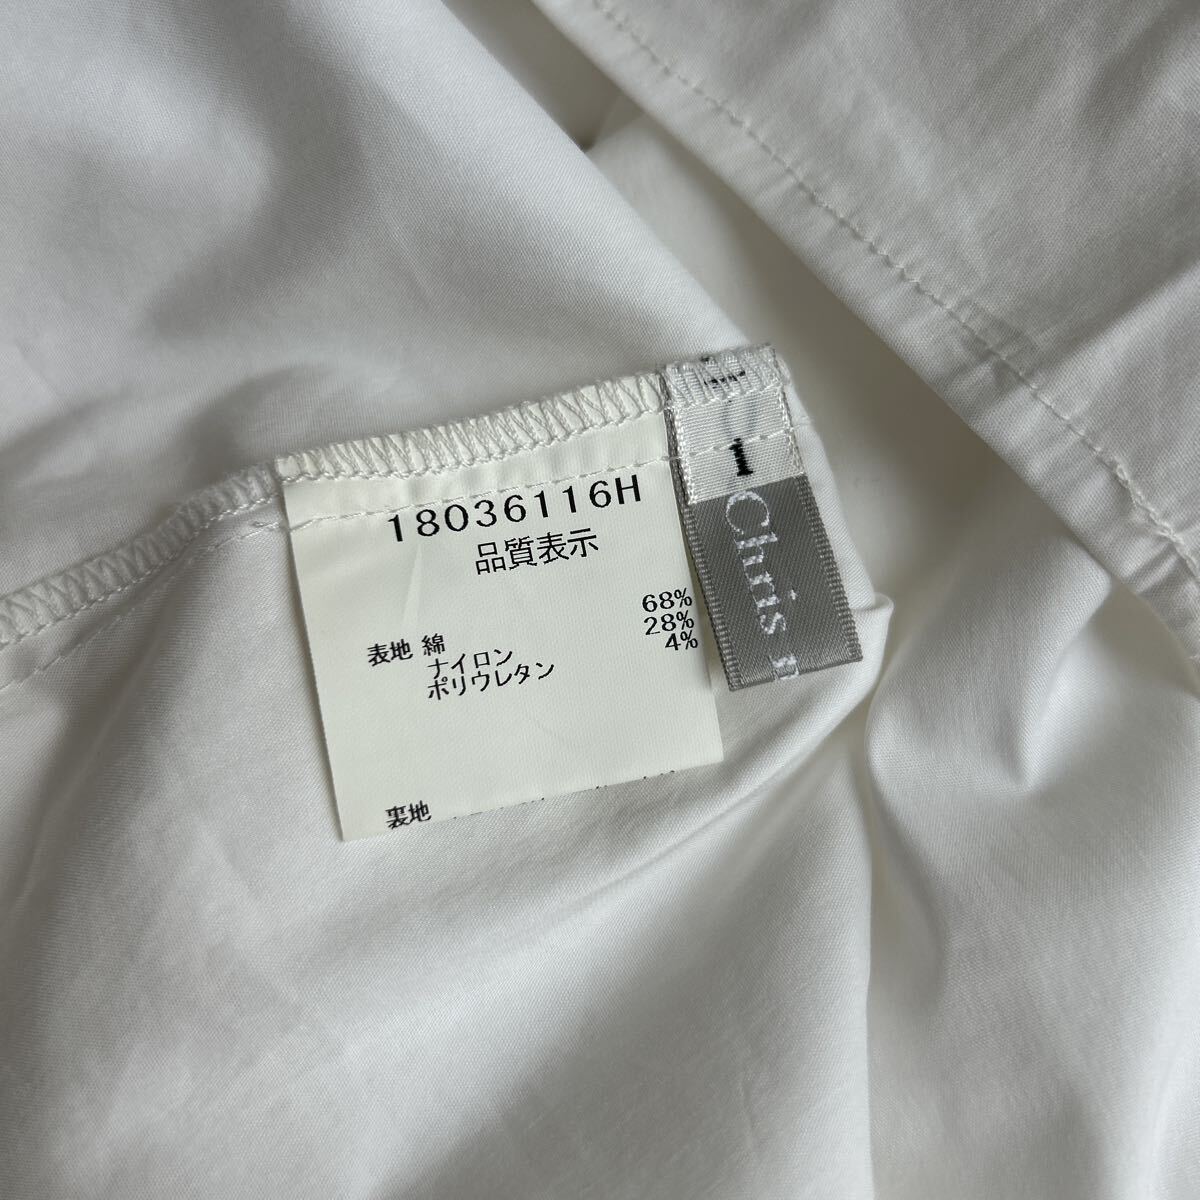 18036116H
品質表示
表地 綿 68%
ナイロン 28%
ポリウレタン 4%
裏地
1
Chris